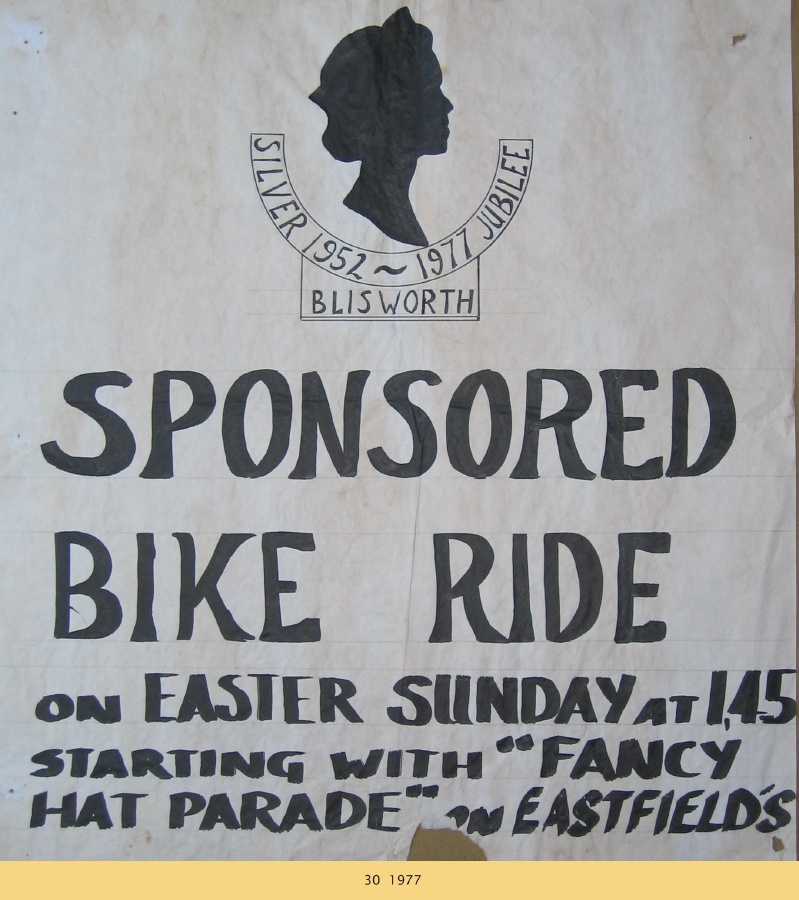 SILVER 1952 ~ 1977 JUBILEE
BLISWORTH
SPONSORED
BIKE RIDE
ON EASTER SUNDAY AT 1,45
STARTING WITH "FANCY
HAT PARADE" ON EASTFIELD'S
30 1977